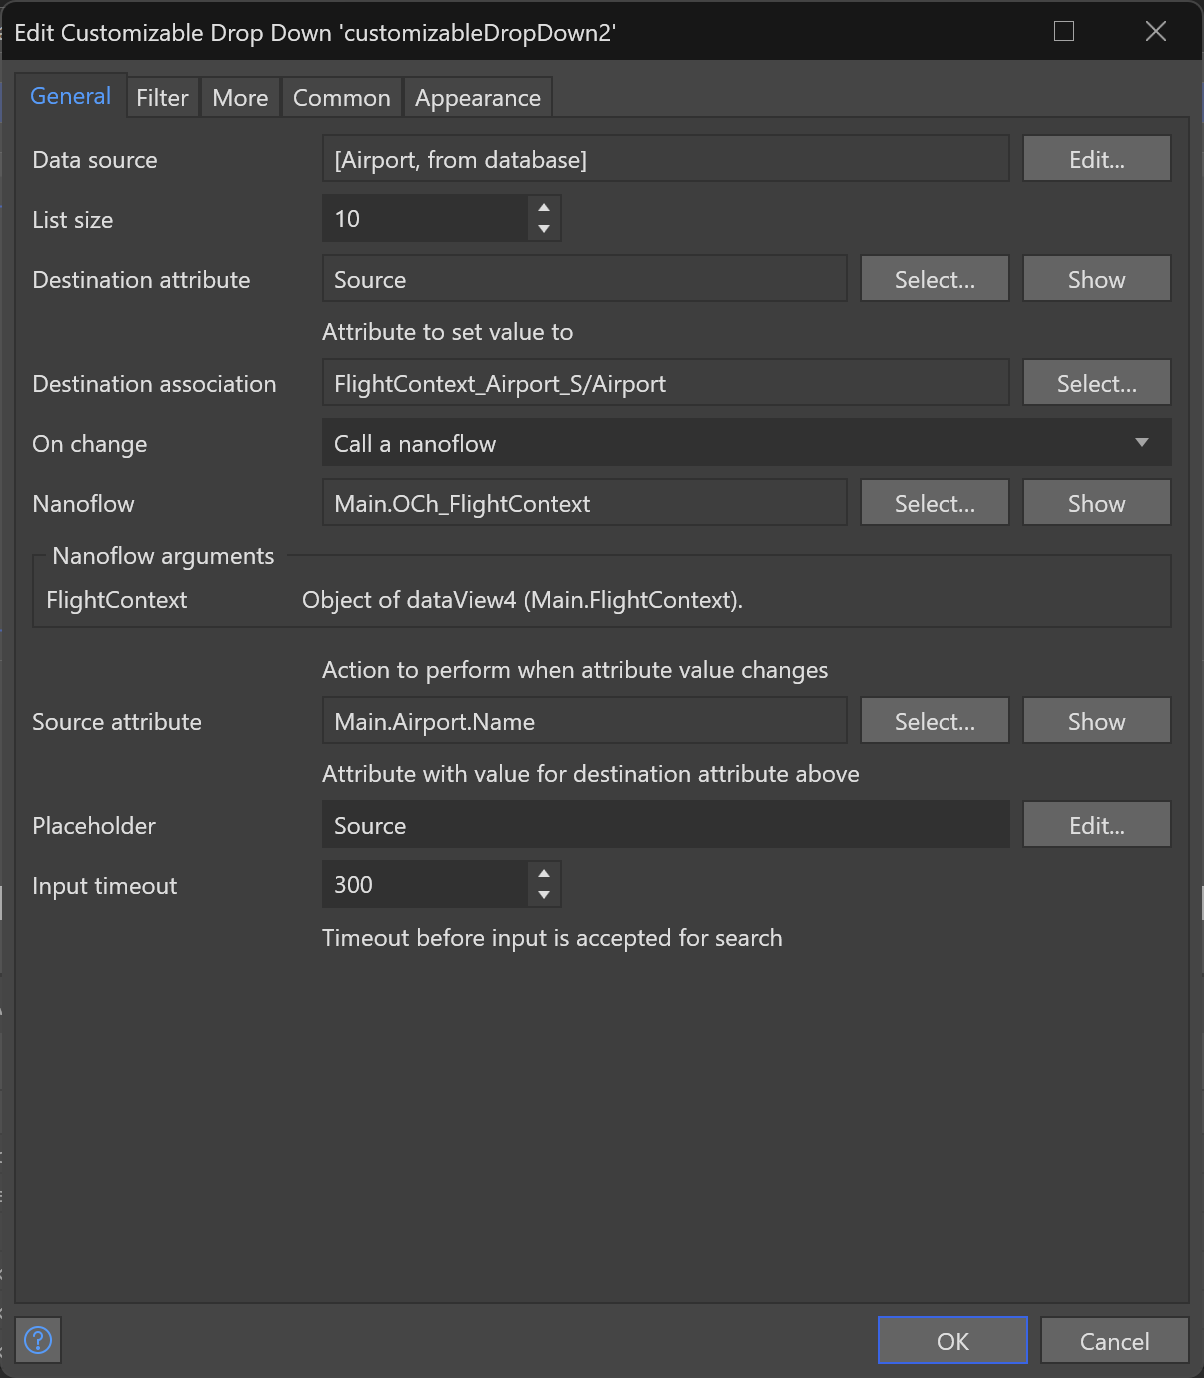 Edit Customizable Drop Down 'customizableDropDown2'
General Filter More Common Appearance
Data source [Airport, from database] Edit...
List size 10
Destination attribute Source Select... Show
Attribute to set value to
Destination association FlightContext_Airport_S/Airport Select...
On change Call a nanoflow
Nanoflow Main.OCh_FlightContext Select... Show
Nanoflow arguments
FlightContext Object of dataView4 (Main.FlightContext).
Action to perform when attribute value changes
Source attribute Main.Airport.Name Select... Show
Attribute with value for destination attribute above
Placeholder Source Edit...
Input timeout 300
Timeout before input is accepted for search
? OK Cancel